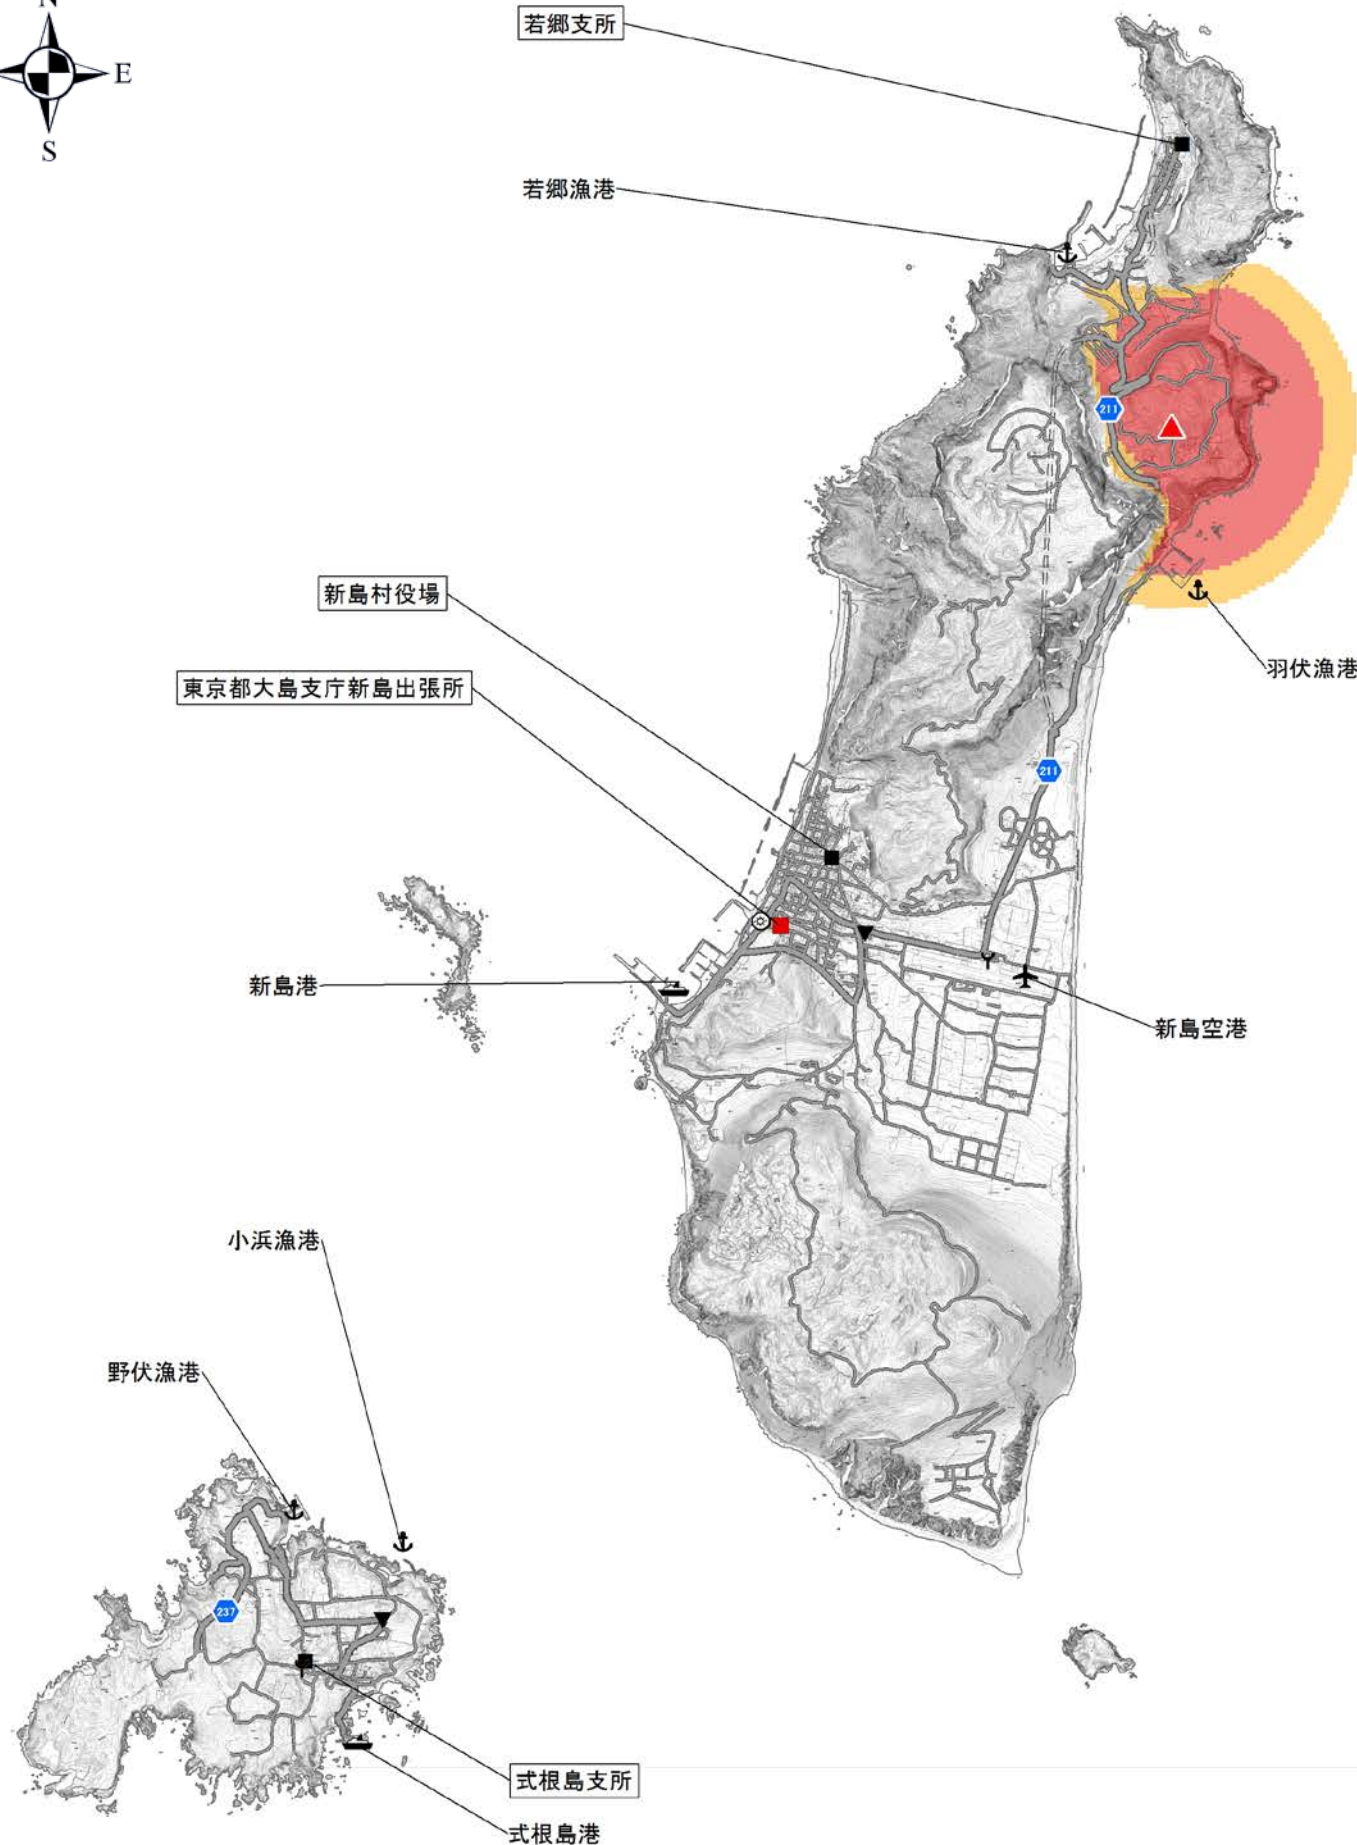 N
E
S
若郷支所
若郷漁港
211
新島村役場
羽伏漁港
東京都大島支庁新島出張所
211
新島港
新島空港
小浜漁港
野伏漁港
237
式根島支所
式根島港